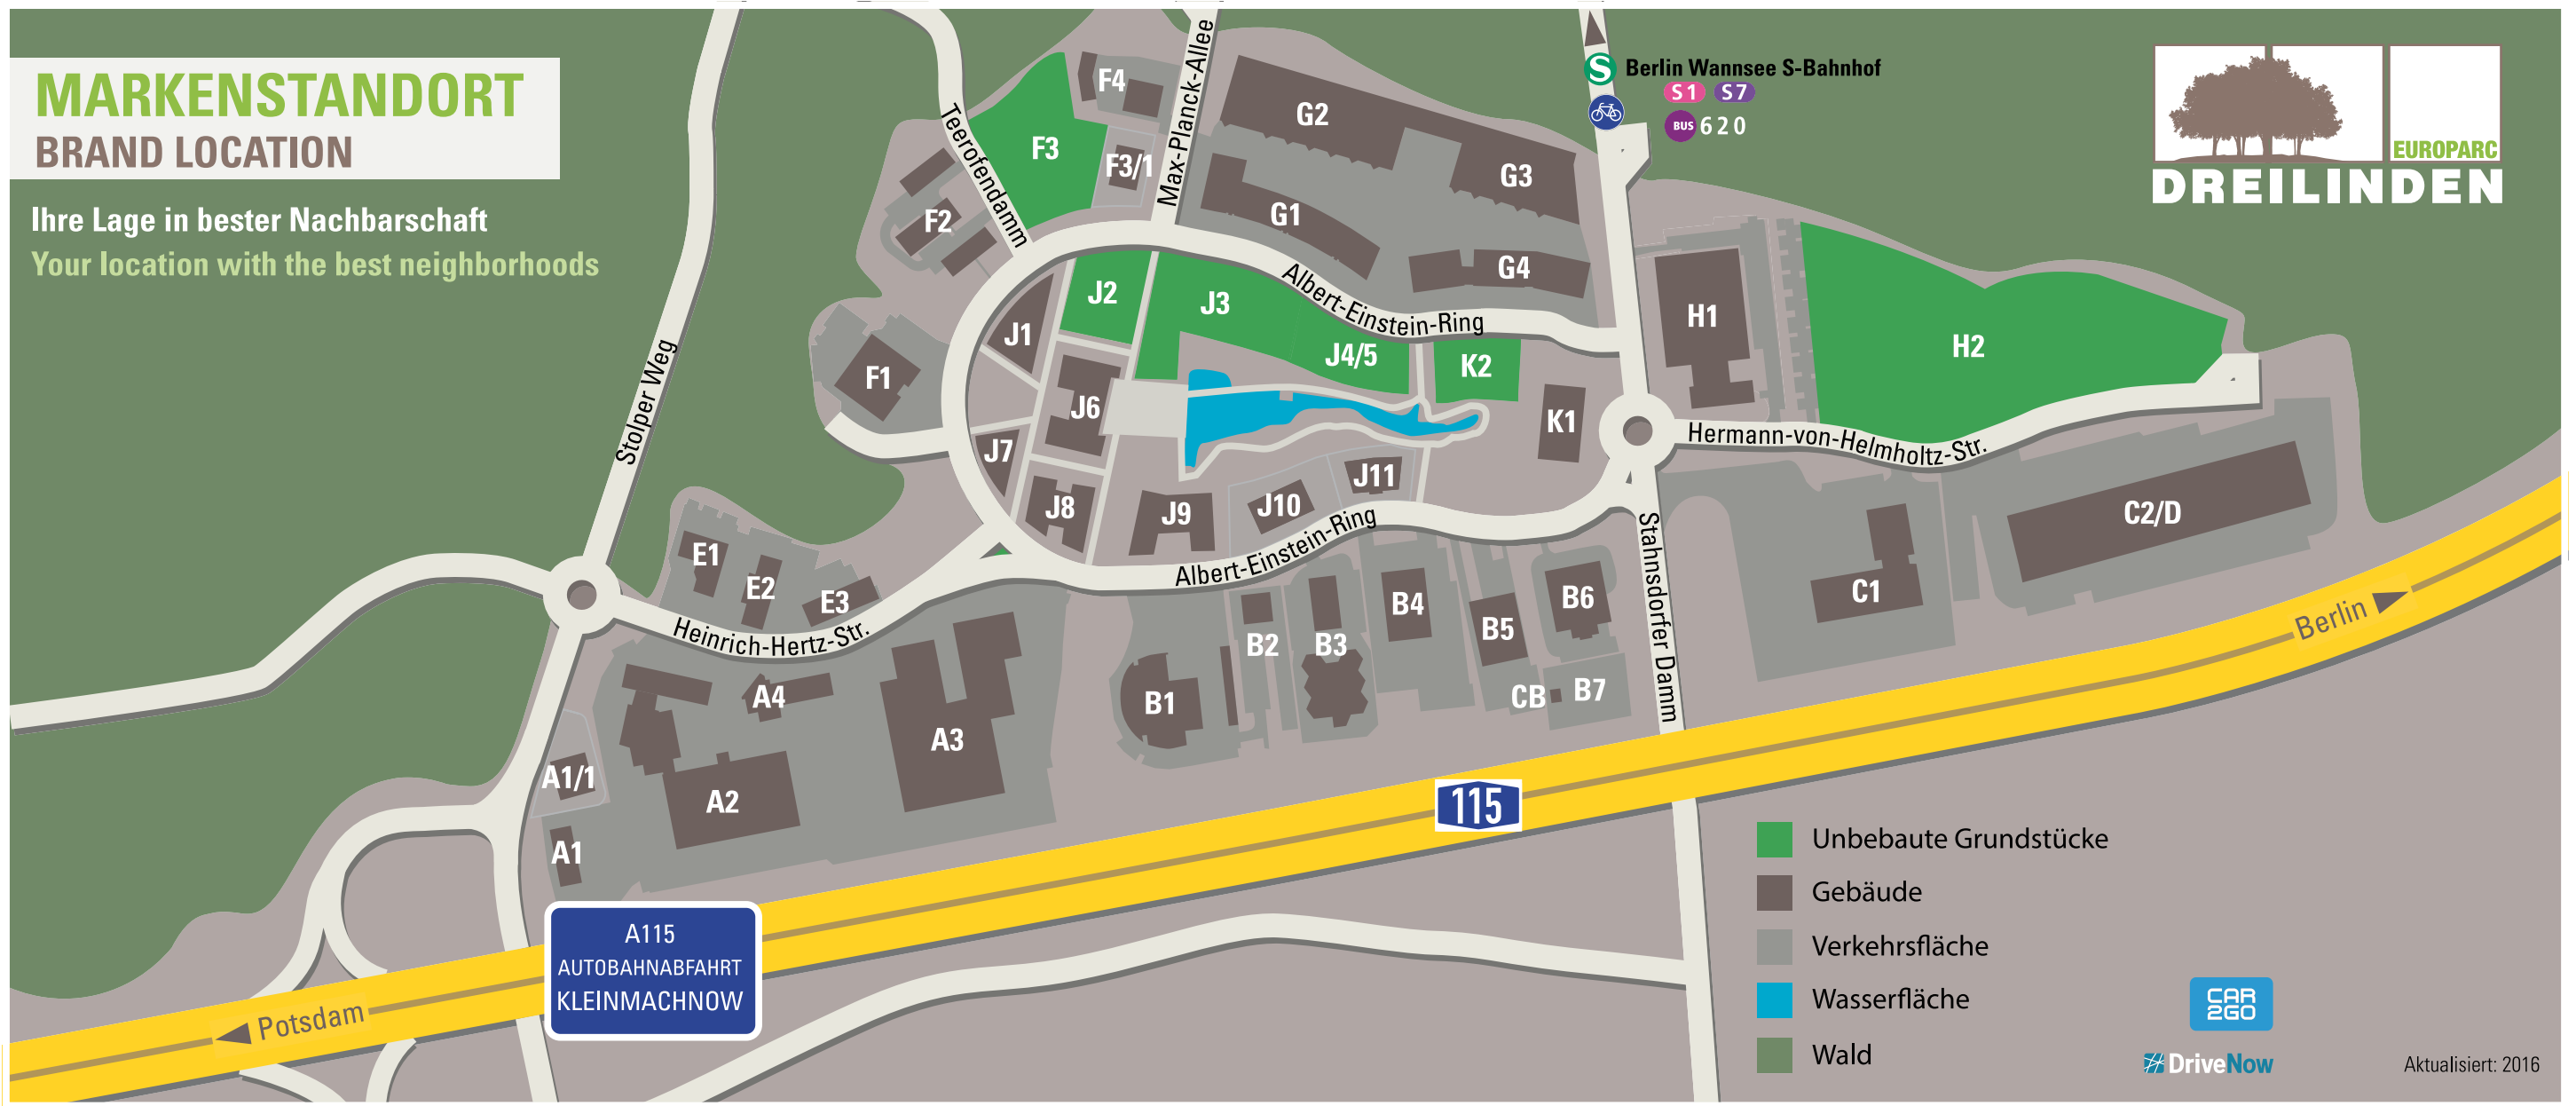 MARKENSTANDORT
BRAND LOCATION
Ihre Lage in bester Nachbarschaft
Your location with the best neighborhoods
Berlin Wannsee S-Bahnhof
S
S1 S7
BUS 620
EUROPARC
DREILINDEN
Stolper Weg
Teerofendamm
Max-Planck-Allee
Albert-Einstein-Ring
Hermann-von-Helmholtz-Str.
Albert-Einstein-Ring
Heinrich-Hertz-Str.
Stahnsdorfer Damm
F4
F3
F3/1
F2
F1
G2
G3
G1
G4
H1
H2
J2
J3
J1
J4/5
K2
J6
K1
J7
J11
J8
J9
J10
E1
E2
E3
C2/D
C1
B4
B6
B5
B2
B3
B1
CB
B7
A4
A3
A1/1
A2
A1
Berlin
115
A115
AUTOBAHNABFAHRT
KLEINMACHNOW
Potsdam
Unbebaute Grundstücke
Gebäude
Verkehrsfläche
Wasserfläche
Wald
CAR
2GO
DriveNow
Aktualisiert: 2016